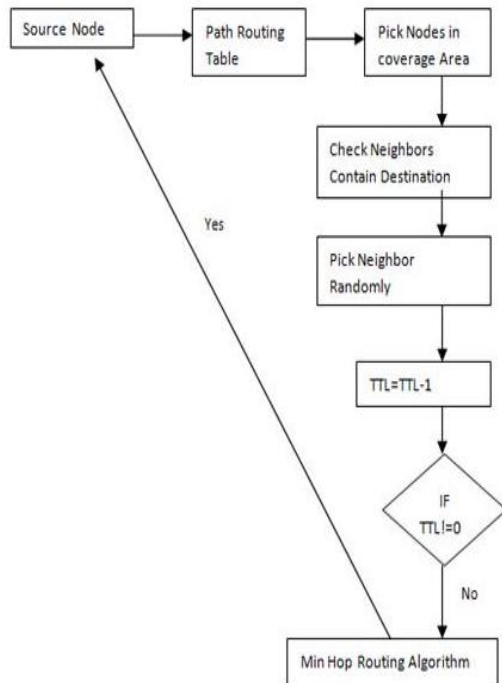 Source Node
Path Routing
Table
Pick Nodes in
coverage Area
Check Neighbors
Contain Destination
Yes
Pick Neighbor
Randomly
TTL=TTL-1
IF
TTL!=0
No
Min Hop Routing Algorithm